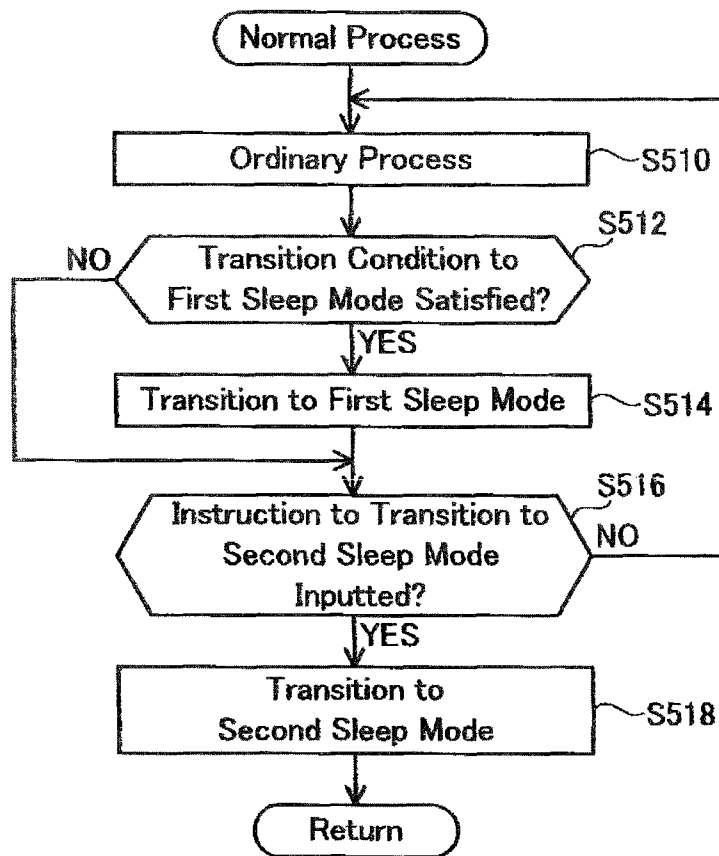 Normal Process
Ordinary Process
S510
S512
NO
Transition Condition to
First Sleep Mode Satisfied?
YES
Transition to First Sleep Mode
S514
S516
Instruction to Transition to
Second Sleep Mode
Inputted?
NO
YES
Transition to
Second Sleep Mode
S518
Return